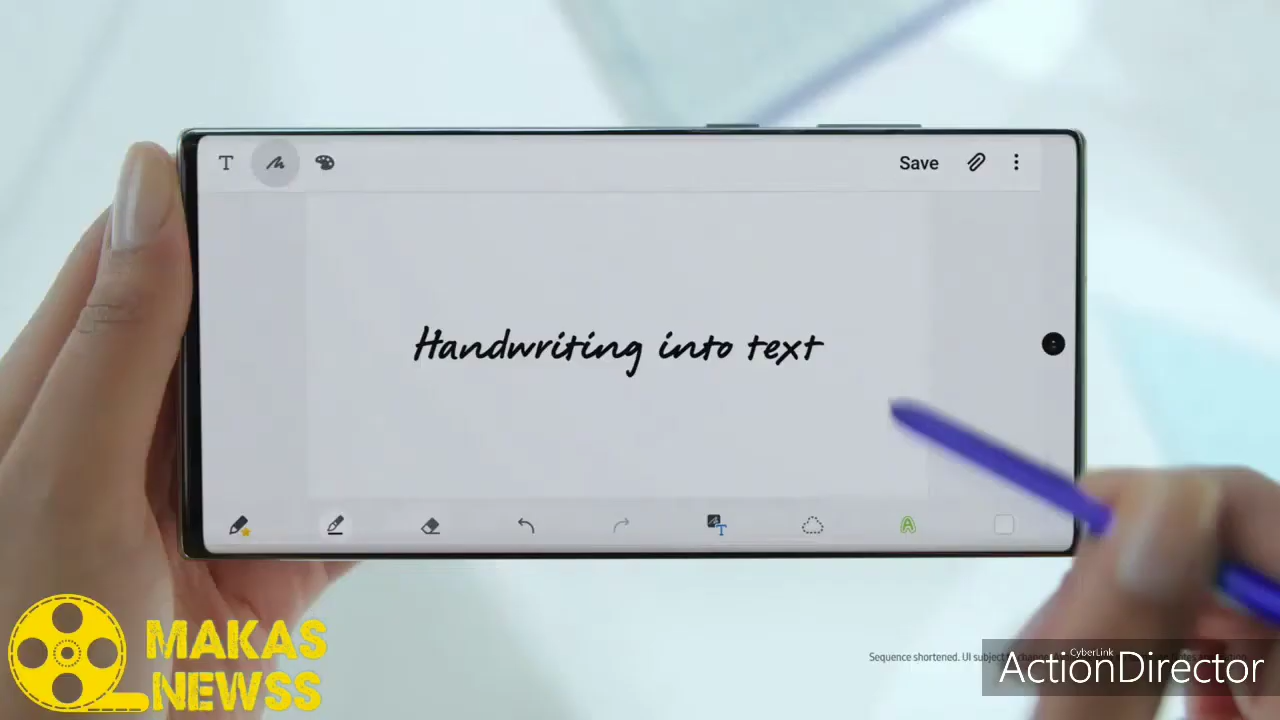 T
Save
Handwriting into text
T
A
MAKAS
NEWSS
Sequence shortened. UI subject
CyberLink
ActionDirector